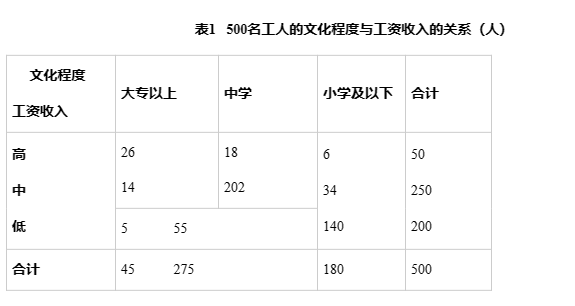 表1 500名工人的文化程度与工资收入的关系（人）
文化程度
工资收入
大专以上 中学 小学及以下 合计
高 26 18 6 50
中 14 202 34 250
低 5 55 140 200
合计 45 275 180 500